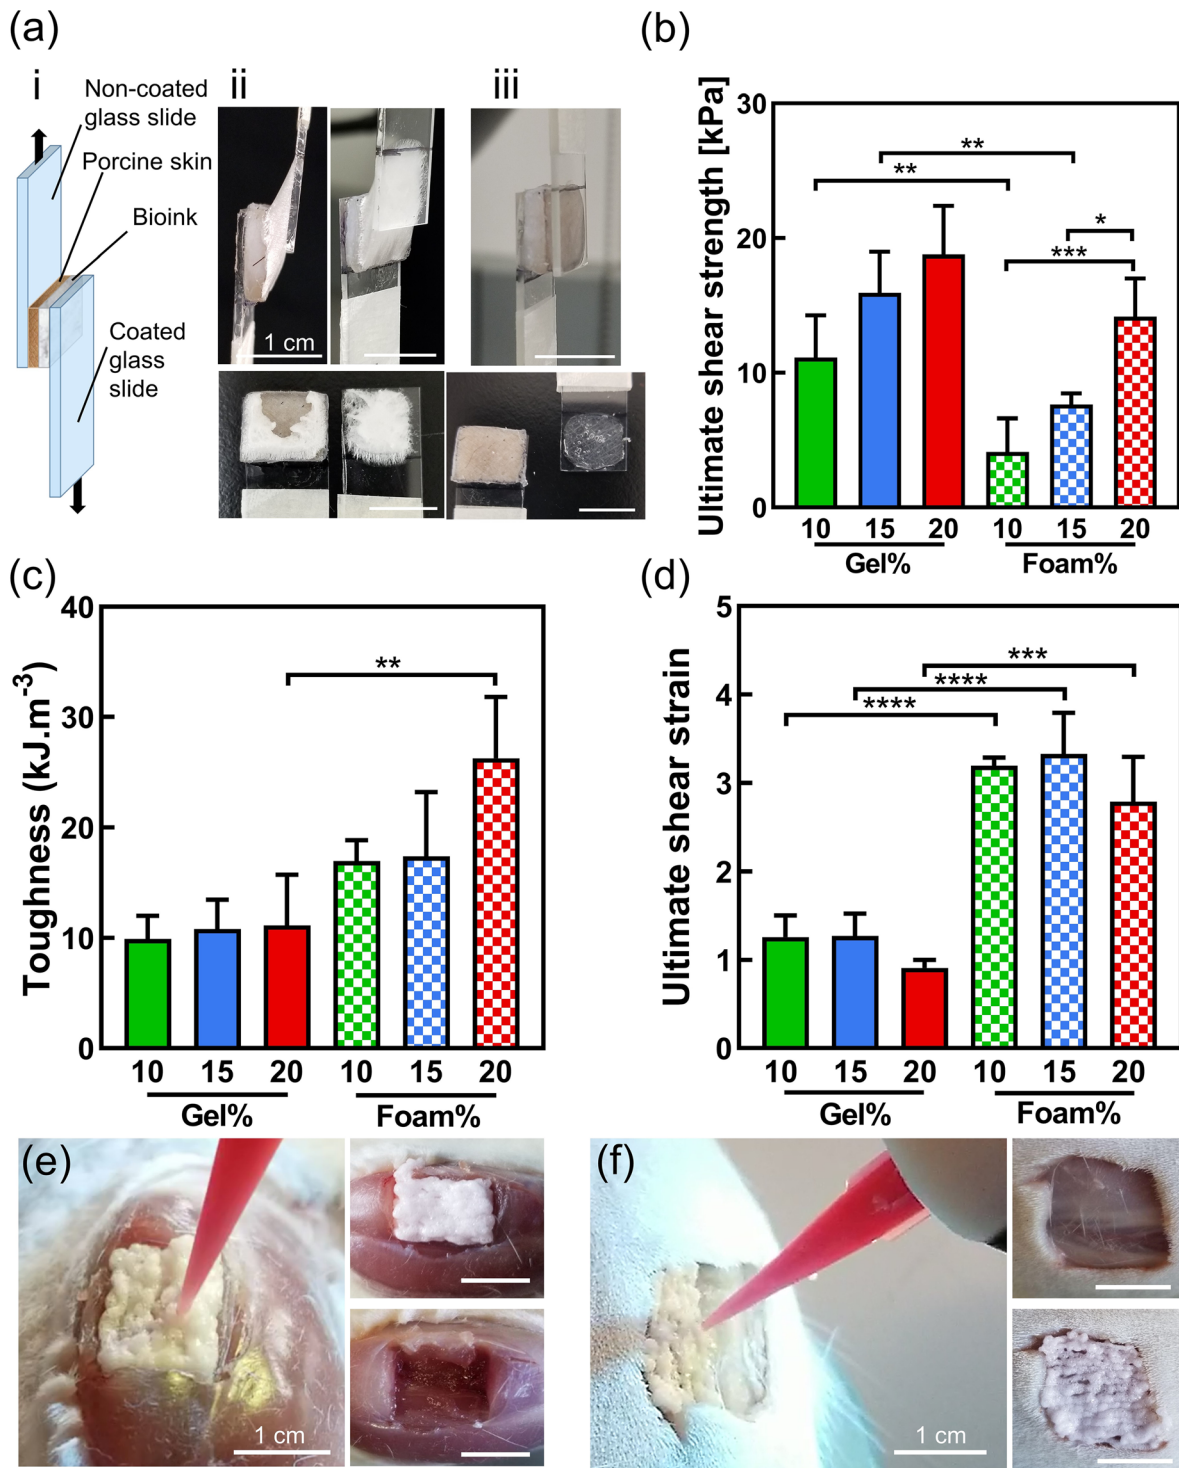 (a)
i
Non-coated
glass slide
Porcine skin
Bioink
Coated
glass
slide
ii
iii
1 cm
(b)
Ultimate shear strength [kPa]
30
20
10
0
**
**
*
***
10 15 20 10 15 20
Gel% Foam%
(c)
Toughness (kJ.m⁻³)
40
30
20
10
0
**
10 15 20 10 15 20
Gel% Foam%
(d)
Ultimate shear strain
5
4
3
2
1
0
***
****
****
10 15 20 10 15 20
Gel% Foam%
(e)
1 cm
(f)
1 cm